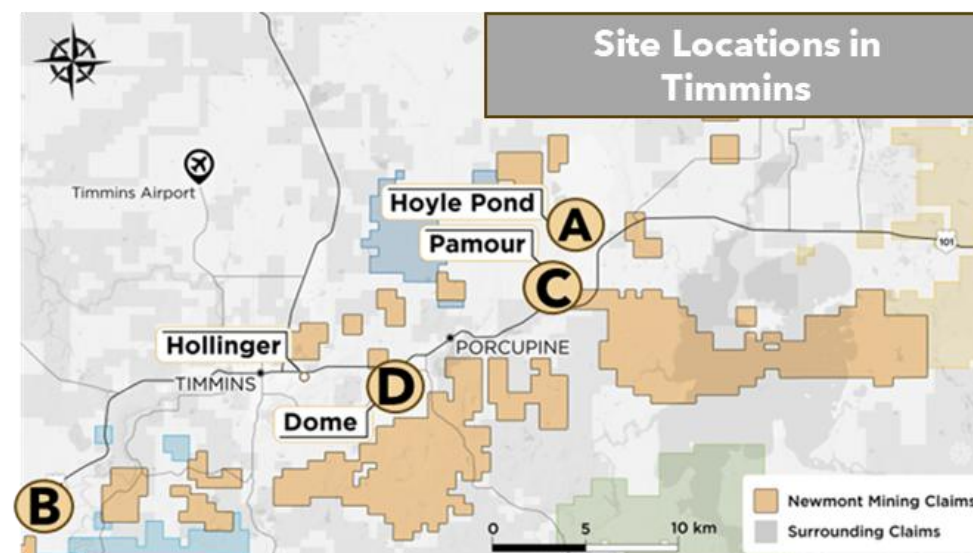 Site Locations in
Timmins
Timmins Airport
Hoyle Pond
A
Pamour
C
101
Hollinger
PORCUPINE
TIMMINS
D
Dome
B
0 5 10 km
Newmont Mining Claims
Surrounding Claims